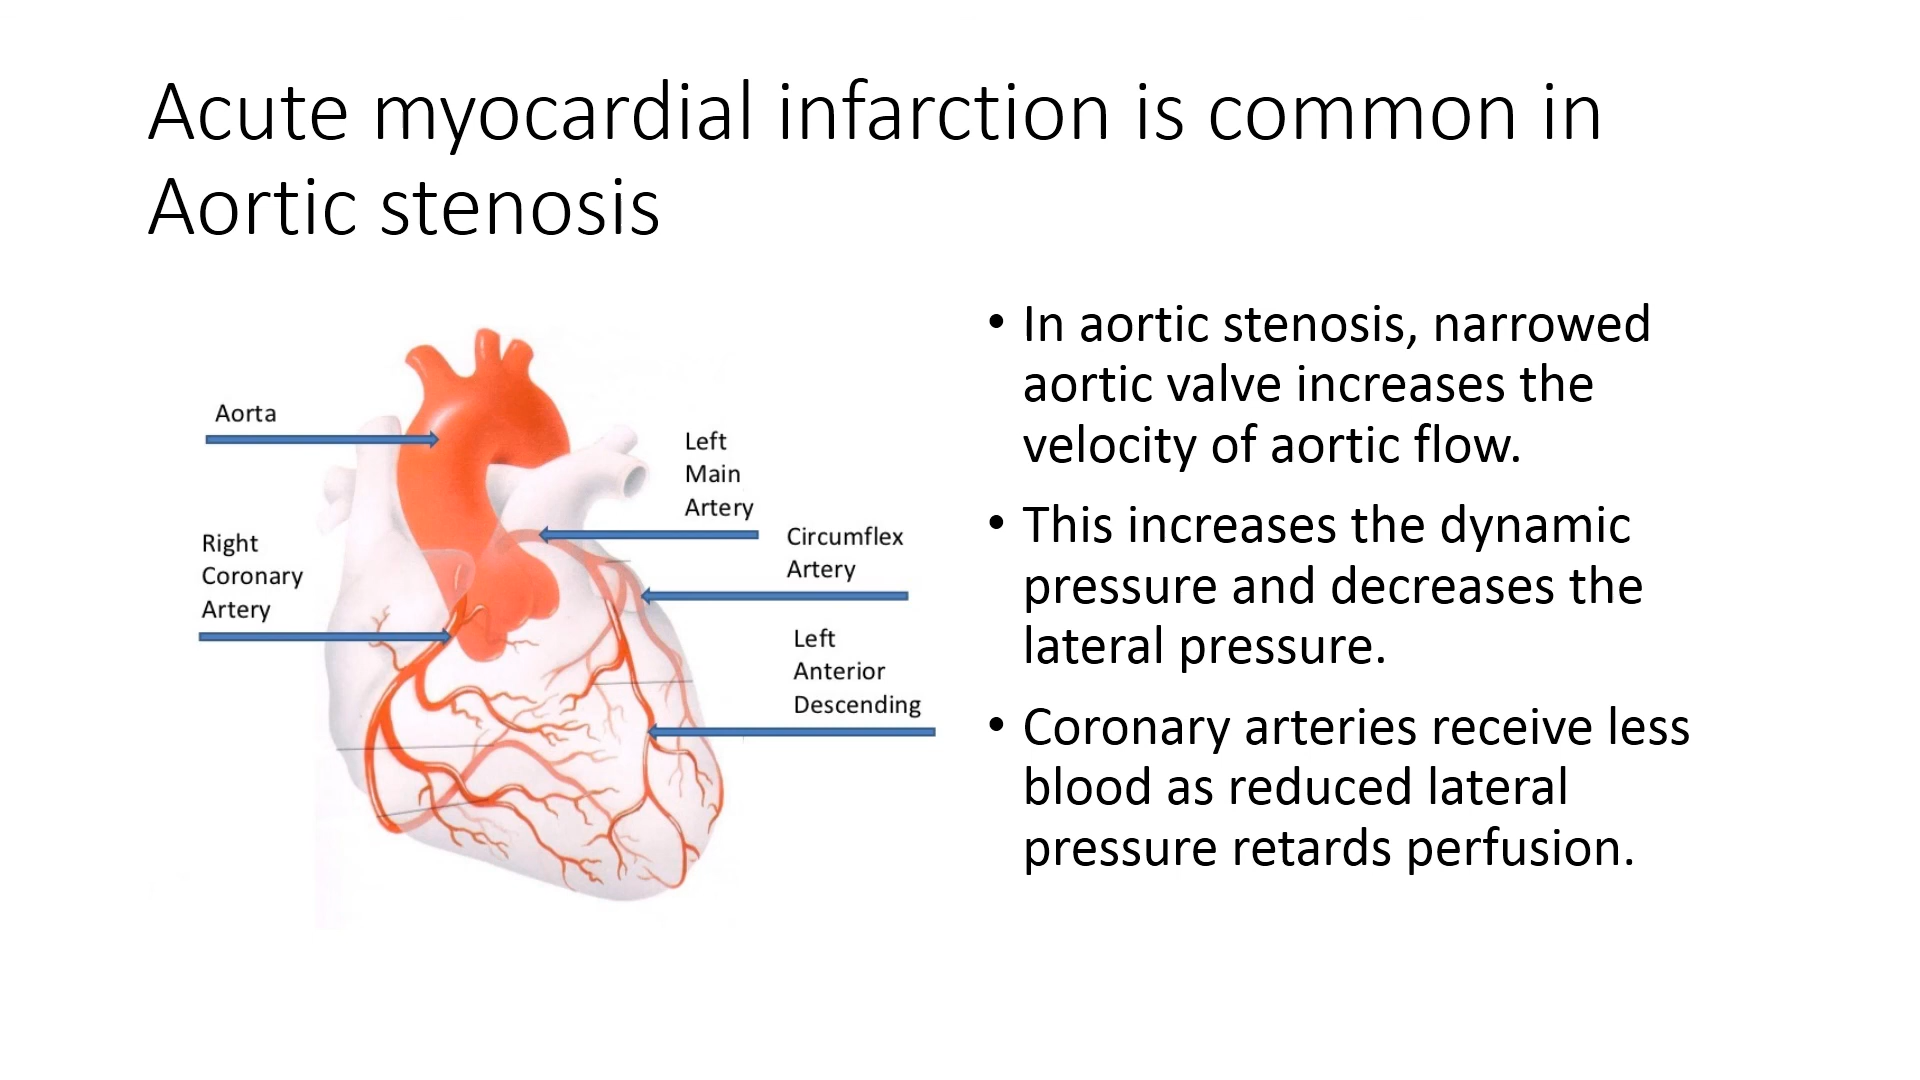 Acute myocardial infarction is common in
Aortic stenosis
Aorta
Left
Main
Artery
Circumflex
Artery
Right
Coronary
Artery
Left
Anterior
Descending
• In aortic stenosis, narrowed
aortic valve increases the
velocity of aortic flow.
• This increases the dynamic
pressure and decreases the
lateral pressure.
• Coronary arteries receive less
blood as reduced lateral
pressure retards perfusion.